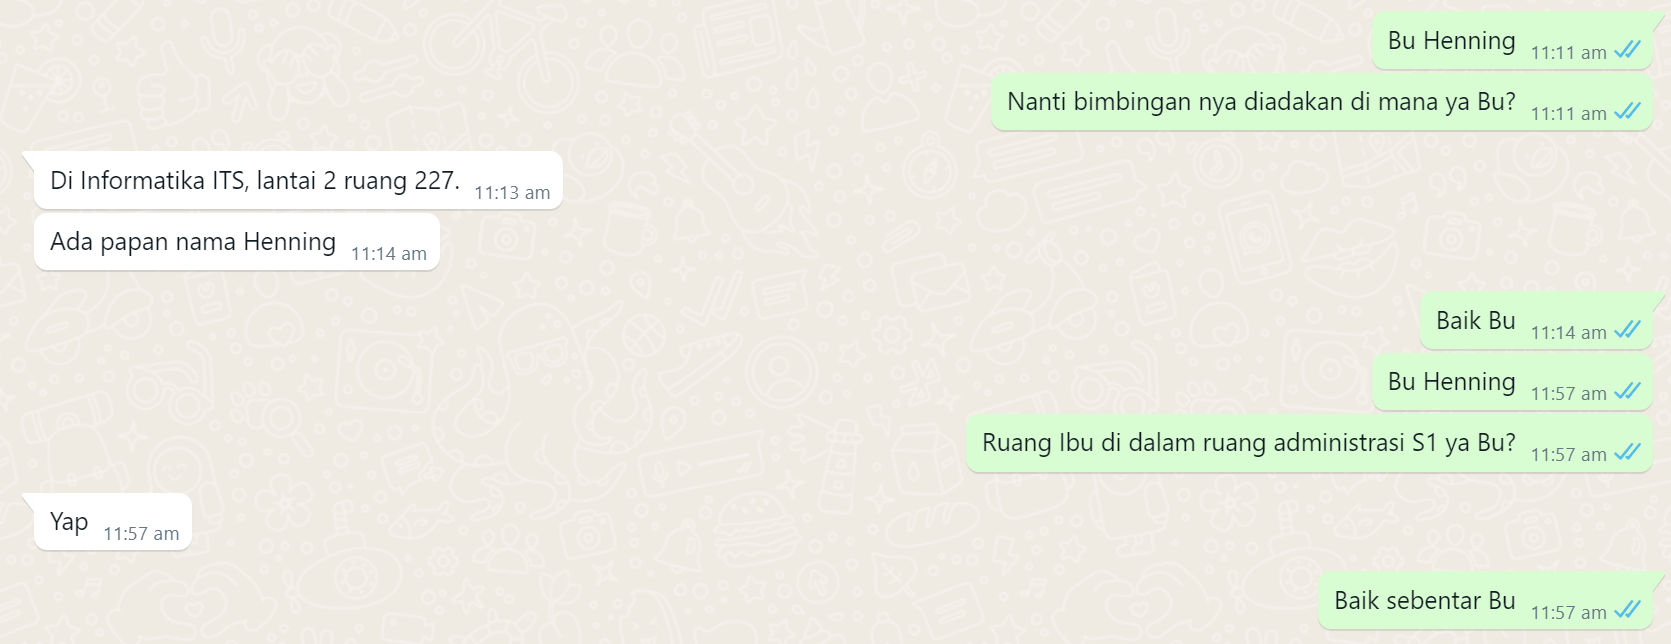 Bu Henning 11:11 am
Nanti bimbingan nya diadakan di mana ya Bu? 11:11 am
Di Informatika ITS, lantai 2 ruang 227. 11:13 am
Ada papan nama Henning 11:14 am
Baik Bu 11:14 am
Bu Henning 11:57 am
Ruang Ibu di dalam ruang administrasi S1 ya Bu? 11:57 am
Yap 11:57 am
Baik sebentar Bu 11:57 am